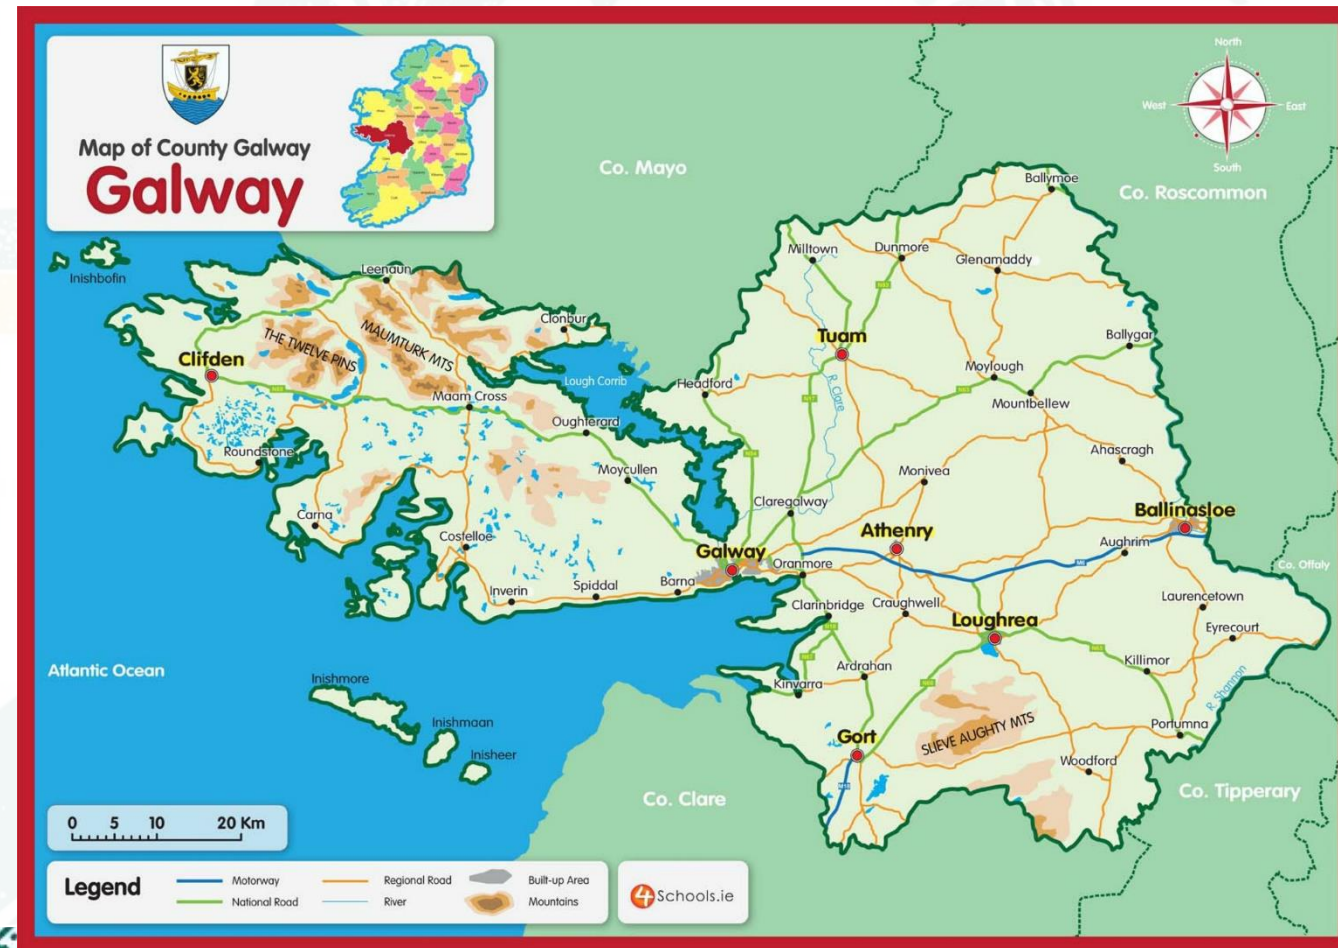 Map of County Galway
Galway
North
West
East
South
Co. Mayo
Co. Roscommon
Ballymoe
Milltown
Dunmore
Glenamaddy
Inishbofin
Leenaun
Clonbur
THE TWELVE PINS
MAUMTURK MTS
Clifden
Tuam
Ballygar
Lough Corrib
Headford
R. Clare
Moylough
Mountbellew
Maam Cross
Oughterard
Roundstone
Moycullen
Monivea
Ahascragh
Carna
Claregalway
Ballinasloe
Costelloe
Galway
Athenry
Aughrim
Oranmore
Co. Offaly
Inverin
Spiddal
Barna
Clarinbridge
Craughwell
Laurencetown
Loughrea
Eyrecourt
Atlantic Ocean
Ardrahan
Killimor
Inishmore
Kinvarra
R. Shannon
Inishmaan
Inisheer
Gort
SLIEVE AUGHTY MTS
Portumna
Woodford
Co. Clare
Co. Tipperary
0 5 10 20 Km
Legend
Motorway
Regional Road
Built-up Area
National Road
River
Mountains
4Schools.ie